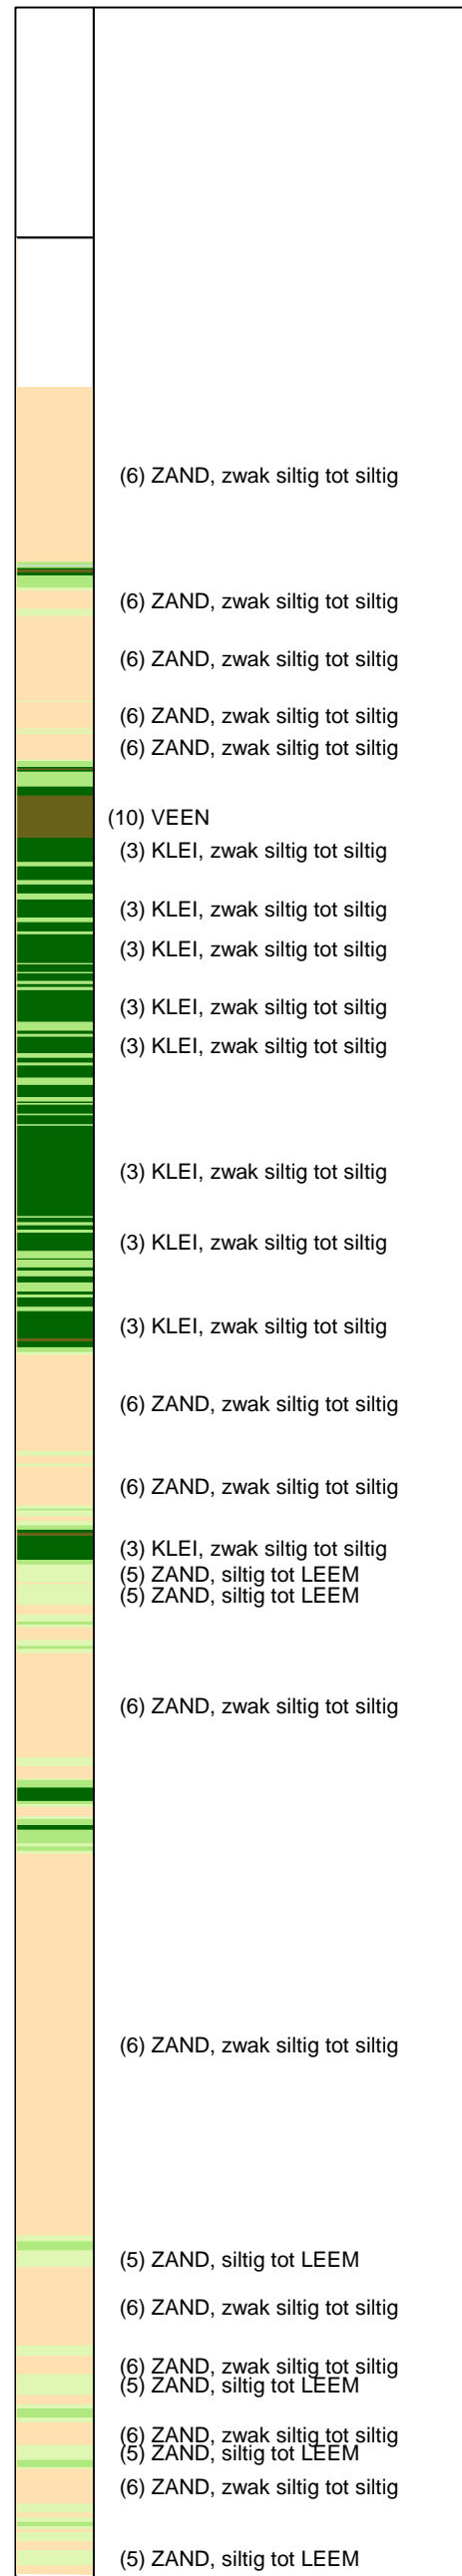 (6) ZAND, zwak siltig tot siltig
(6) ZAND, zwak siltig tot siltig
(6) ZAND, zwak siltig tot siltig
(6) ZAND, zwak siltig tot siltig
(6) ZAND, zwak siltig tot siltig
(10) VEEN
(3) KLEI, zwak siltig tot siltig
(3) KLEI, zwak siltig tot siltig
(3) KLEI, zwak siltig tot siltig
(3) KLEI, zwak siltig tot siltig
(3) KLEI, zwak siltig tot siltig
(3) KLEI, zwak siltig tot siltig
(3) KLEI, zwak siltig tot siltig
(3) KLEI, zwak siltig tot siltig
(6) ZAND, zwak siltig tot siltig
(6) ZAND, zwak siltig tot siltig
(3) KLEI, zwak siltig tot siltig
(5) ZAND, siltig tot LEEM
(5) ZAND, siltig tot LEEM
(6) ZAND, zwak siltig tot siltig
(6) ZAND, zwak siltig tot siltig
(5) ZAND, siltig tot LEEM
(6) ZAND, zwak siltig tot siltig
(6) ZAND, zwak siltig tot siltig
(5) ZAND, siltig tot LEEM
(6) ZAND, zwak siltig tot siltig
(5) ZAND, siltig tot LEEM
(6) ZAND, zwak siltig tot siltig
(5) ZAND, siltig tot LEEM